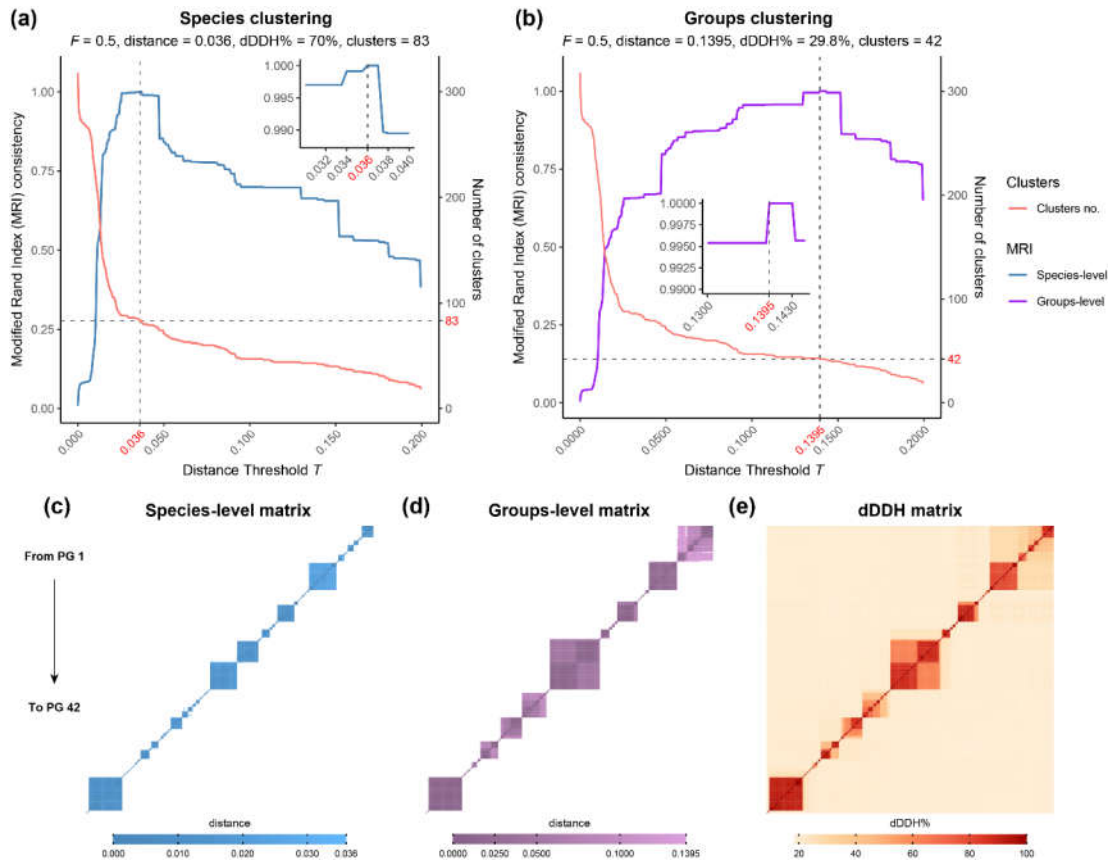 (a)
Species clustering
F = 0.5, distance = 0.036, dDDH% = 70%, clusters = 83
Modified Rand Index (MRI) consistency
1.00
0.75
0.50
0.25
0.00
300
200
100
0
83
Number of clusters
0.000
0.036
0.050
0.100
0.150
0.200
Distance Threshold T
1.000
0.995
0.990
0.032
0.034
0.036
0.038
0.040
(b)
Groups clustering
F = 0.5, distance = 0.1395, dDDH% = 29.8%, clusters = 42
Modified Rand Index (MRI) consistency
1.00
0.75
0.50
0.25
0.00
300
200
100
0
42
Number of clusters
0.0000
0.0500
0.1000
0.1395
0.1500
0.2000
Distance Threshold T
1.0000
0.9975
0.9950
0.9925
0.9900
0.1300
0.1395
0.1430
Clusters
Clusters no.
MRI
Species-level
Groups-level
(c)
Species-level matrix
From PG 1
To PG 42
distance
0.000
0.010
0.020
0.036
(d)
Groups-level matrix
distance
0.0000
0.0250
0.0500
0.1000
0.1395
(e)
dDDH matrix
dDDH%
20
40
60
80
100